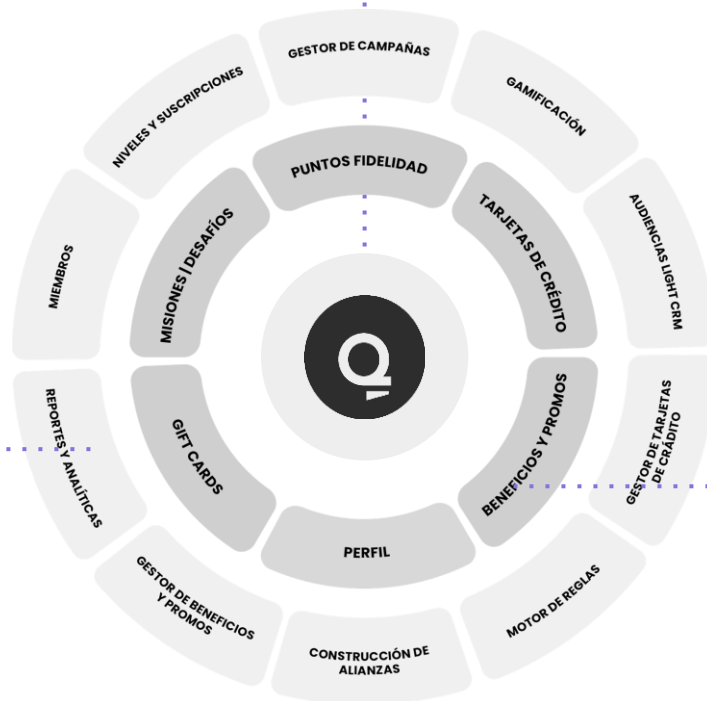 GESTOR DE CAMPAÑAS
GAMIFICACIÓN
AUDIENCIAS LIGHT CRM
GESTOR DE TARJETAS
DE CRÁDITO
MOTOR DE REGLAS
CONSTRUCCIÓN DE
ALIANZAS
GESTOR DE BENEFICIOS
Y PROMOS
REPORTES Y ANALÍTICAS
MIEMBROS
NIVELES Y SUSCRIPCIONES
PUNTOS FIDELIDAD
TARJETAS DE CRÉDITO
BENEFICIOS Y PROMOS
PERFIL
GIFT CARDS
MISIONES | DESAFÍOS